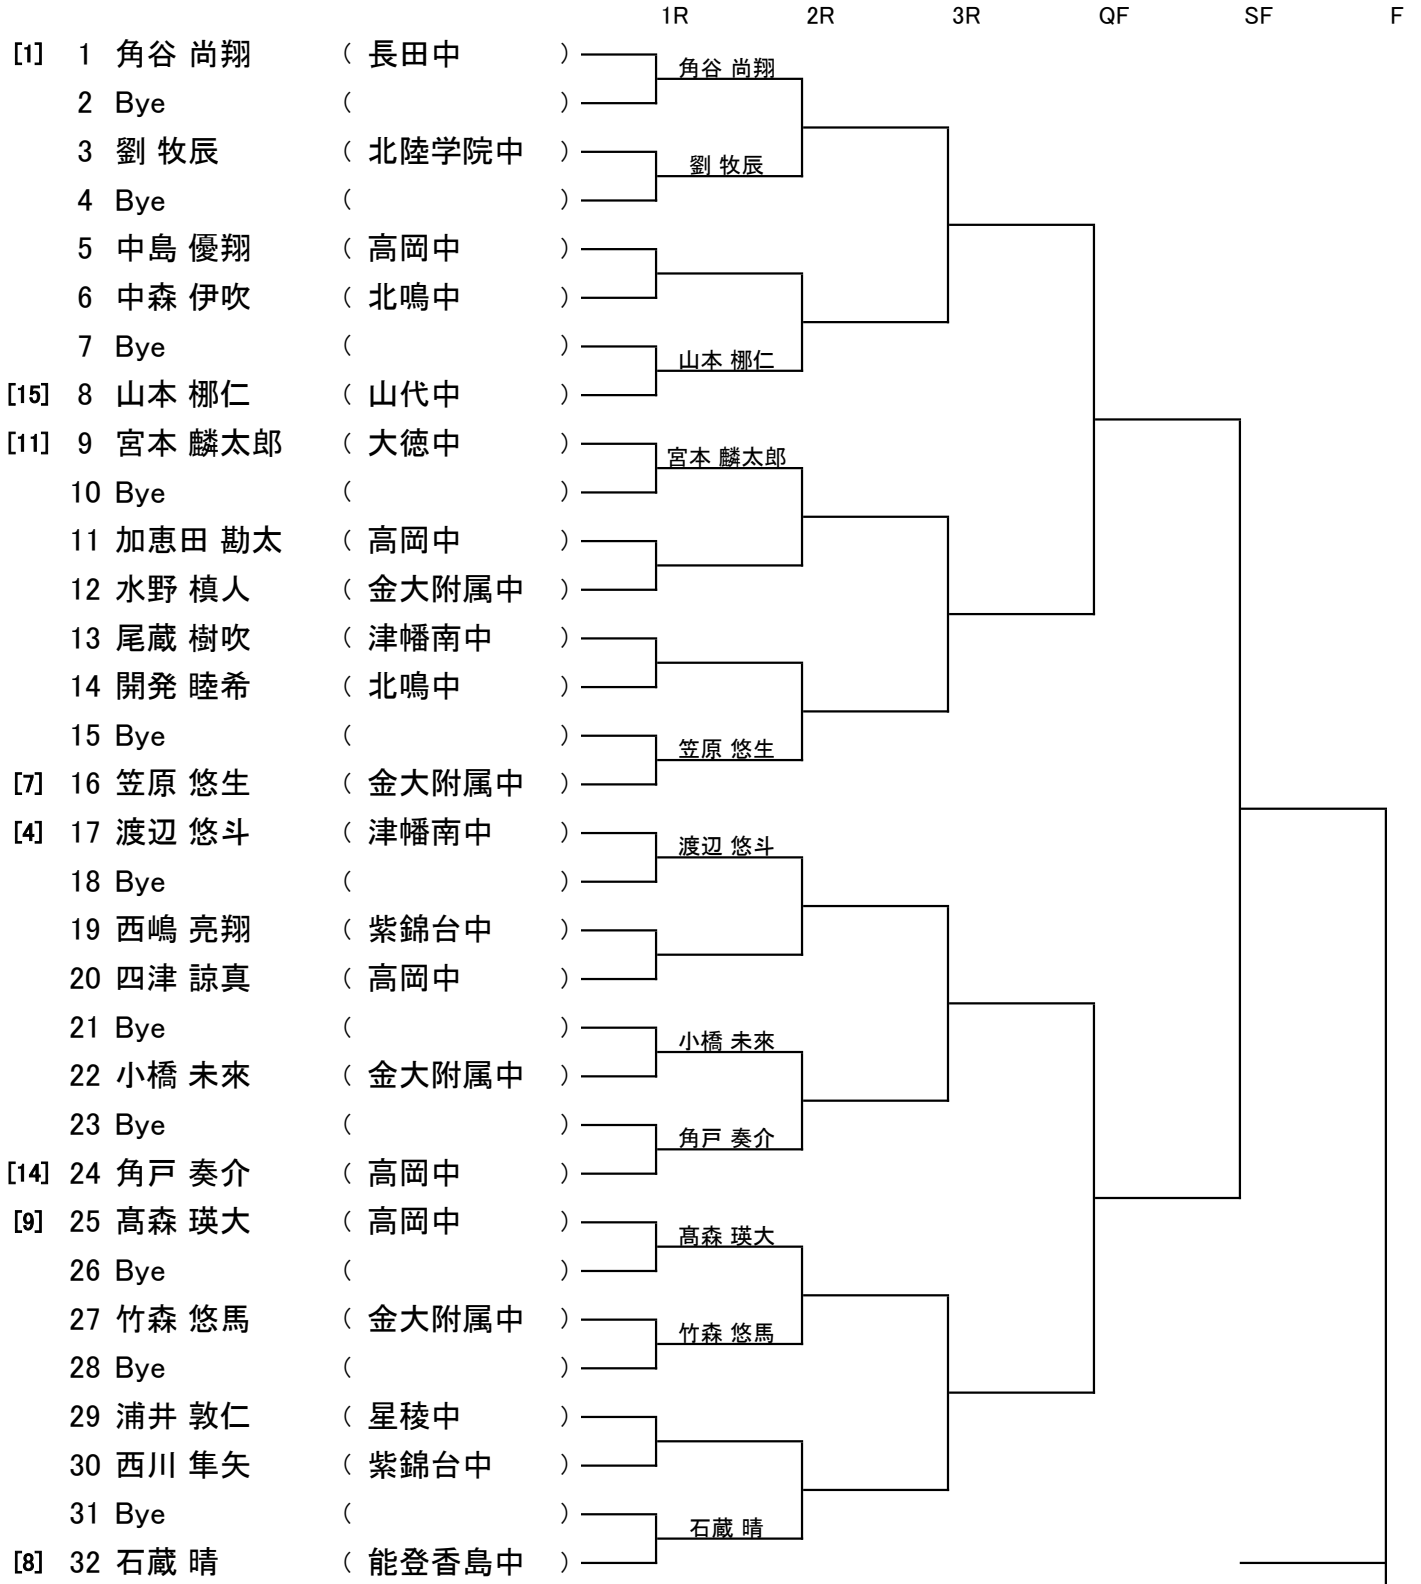 1R 2R 3R QF SF F
[1] 1 角谷 尚翔 ( 長田中 )
角谷 尚翔
2 Bye ( )
3 劉 牧辰 ( 北陸学院中 )
劉 牧辰
4 Bye ( )
5 中島 優翔 ( 高岡中 )
6 中森 伊吹 ( 北鳴中 )
7 Bye ( )
山本 梛仁
[15] 8 山本 梛仁 ( 山代中 )
[11] 9 宮本 麟太郎 ( 大徳中 )
宮本 麟太郎
10 Bye ( )
11 加恵田 勘太 ( 高岡中 )
12 水野 槙人 ( 金大附属中 )
13 尾蔵 樹吹 ( 津幡南中 )
14 開発 睦希 ( 北鳴中 )
15 Bye ( )
笠原 悠生
[7] 16 笠原 悠生 ( 金大附属中 )
[4] 17 渡辺 悠斗 ( 津幡南中 )
渡辺 悠斗
18 Bye ( )
19 西嶋 亮翔 ( 紫錦台中 )
20 四津 諒真 ( 高岡中 )
21 Bye ( )
小橋 未來
22 小橋 未來 ( 金大附属中 )
23 Bye ( )
角戸 奏介
[14] 24 角戸 奏介 ( 高岡中 )
[9] 25 髙森 瑛大 ( 高岡中 )
髙森 瑛大
26 Bye ( )
27 竹森 悠馬 ( 金大附属中 )
竹森 悠馬
28 Bye ( )
29 浦井 敦仁 ( 星稜中 )
30 西川 隼矢 ( 紫錦台中 )
31 Bye ( )
石蔵 晴
[8] 32 石蔵 晴 ( 能登香島中 )